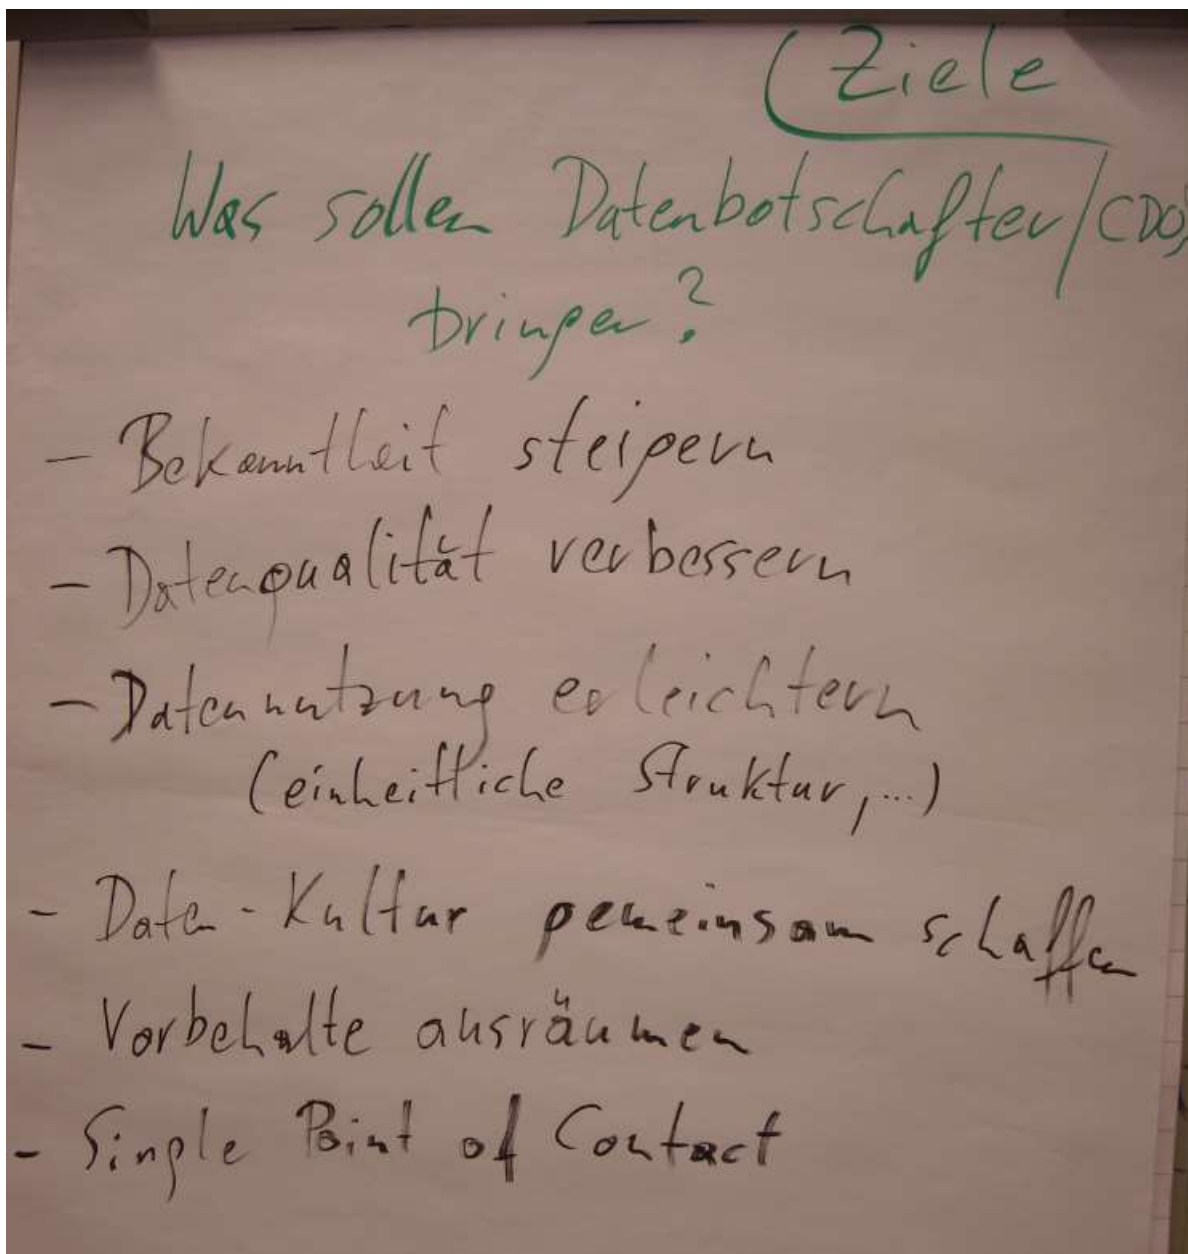 Ziele
Was sollen Datenbotschafter/CDOs
bringen?
- Bekanntheit steigern
- Datenqualität verbessern
- Datennutzung erleichtern
(einheitliche Struktur,...)
- Daten-Kultur gemeinsam schaffen
- Vorbehalte ausräumen
- Single Point of Contact